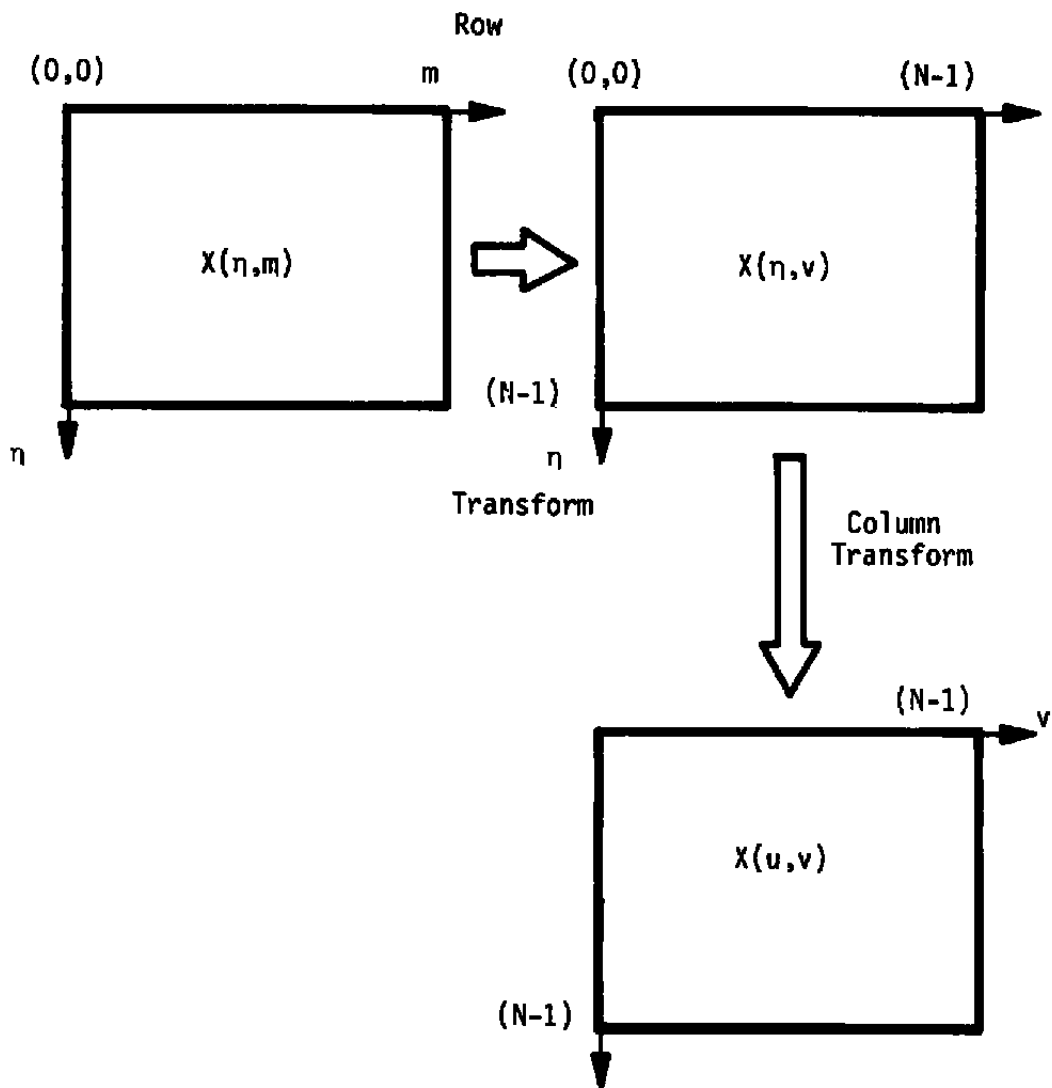 Row
(0,0) m (0,0) (N-1)
X(η,m) X(η,v)
(N-1)
η η
Transform
Column
Transform
(N-1)
v
X(u,v)
(N-1)